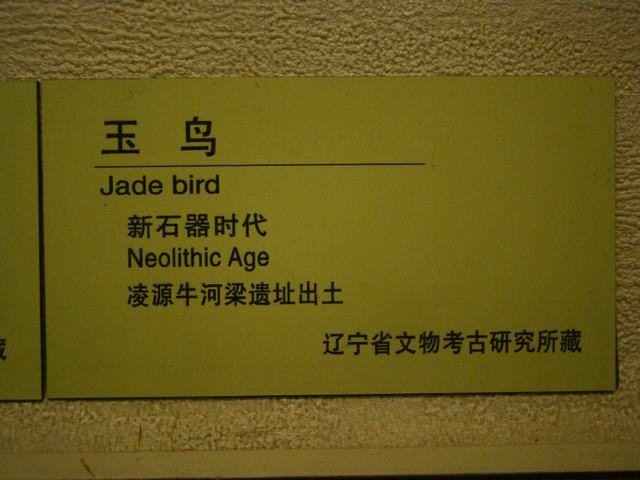 玉 鸟
Jade bird
新石器时代
Neolithic Age
凌源牛河梁遗址出土
辽宁省文物考古研究所藏
藏